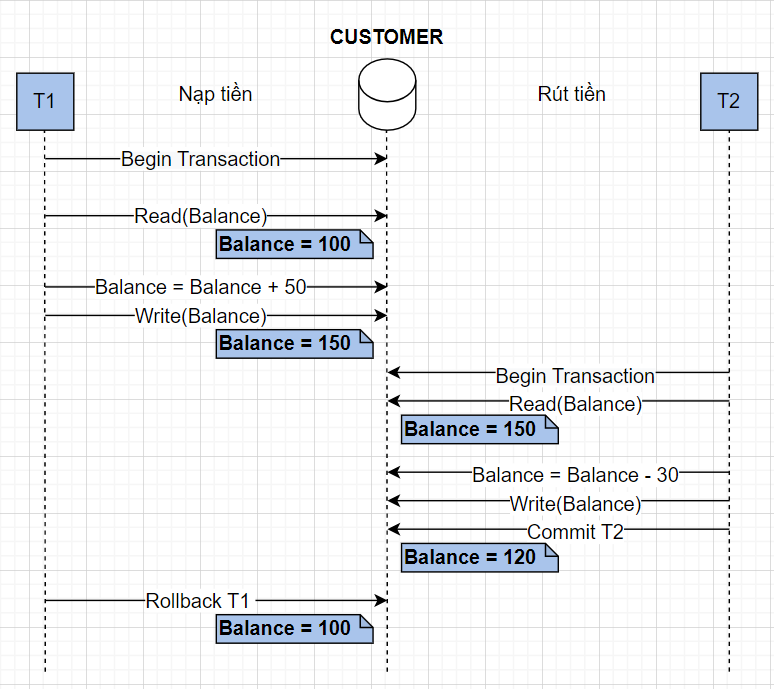 CUSTOMER
T1
Nạp tiền
Rút tiền
T2
Begin Transaction
Read(Balance)
Balance = 100
Balance = Balance + 50
Write(Balance)
Balance = 150
Begin Transaction
Read(Balance)
Balance = 150
Balance = Balance - 30
Write(Balance)
Commit T2
Balance = 120
Rollback T1
Balance = 100